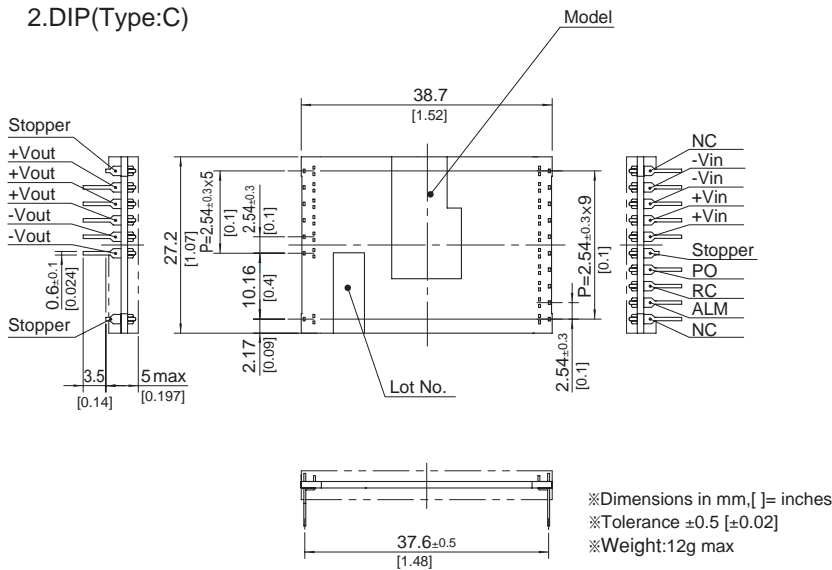 2.DIP(Type:C)
Model
38.7
[1.52]
Stopper
+Vout
+Vout
+Vout
-Vout
-Vout
0.6±0.1
[0.024]
Stopper
3.5
[0.14]
5 max
[0.197]
27.2
[1.07]
P=2.54±0.3x5
[0.1]
2.54±0.3
[0.1]
10.16
[0.4]
2.17
[0.09]
Lot No.
P=2.54±0.3×9
[0.1]
2.54±0.3
[0.1]
NC
-Vin
-Vin
+Vin
+Vin
Stopper
PO
RC
ALM
NC
37.6±0.5
[1.48]
※Dimensions in mm,[ ]= inches
※Tolerance ±0.5 [±0.02]
※Weight:12g max